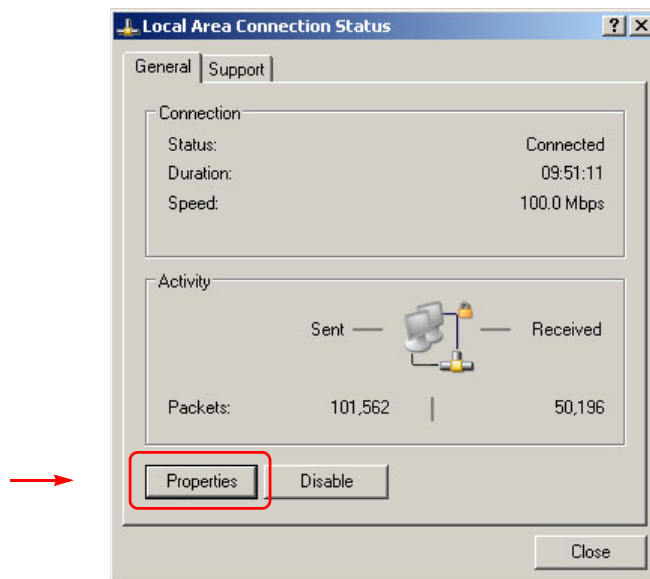 Local Area Connection Status
General Support
Connection
Status: Connected
Duration: 09:51:11
Speed: 100.0 Mbps
Activity
Sent Received
Packets: 101,562 50,196
Properties Disable
Close